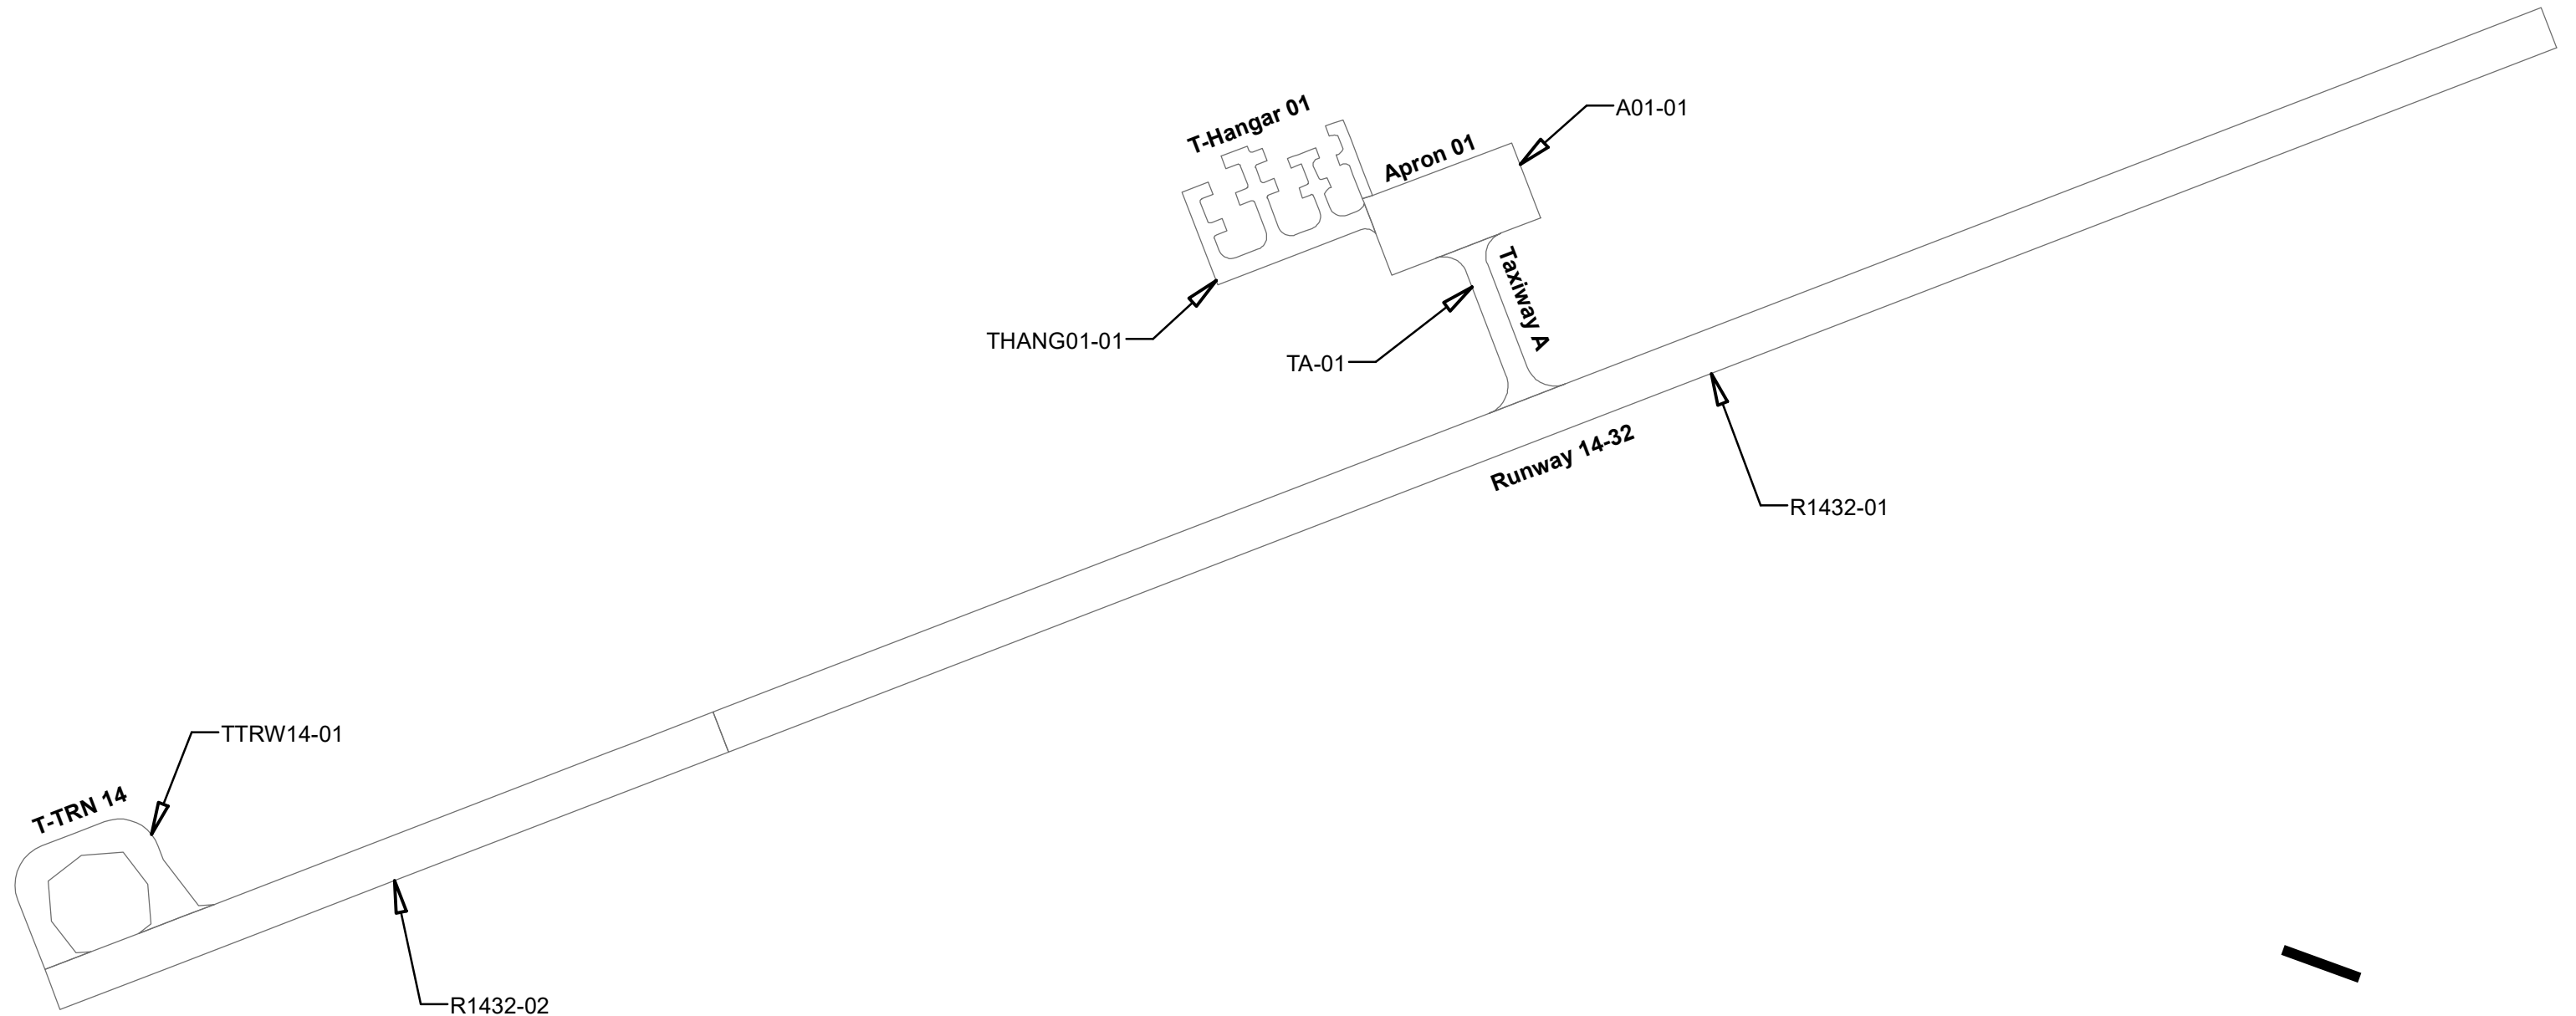 T-Hangar 01
A01-01
Apron 01
Taxiway A
THANG01-01
TA-01
Runway 14-32
R1432-01
TTRW14-01
T-TRN 14
R1432-02